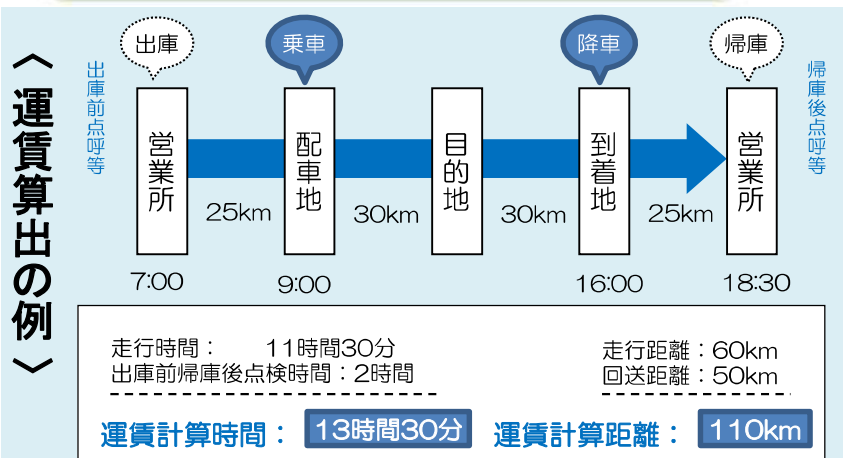 〈運賃算出の例〉
出庫
乗車
降車
帰庫
出庫前点呼等
営業所
配車地
目的地
到着地
営業所
帰庫後点呼等
25km
30km
30km
25km
7:00
9:00
16:00
18:30
走行時間： 11時間30分
出庫前帰庫後点検時間：2時間
走行距離：60km
回送距離：50km
運賃計算時間： 13時間30分
運賃計算距離： 110km